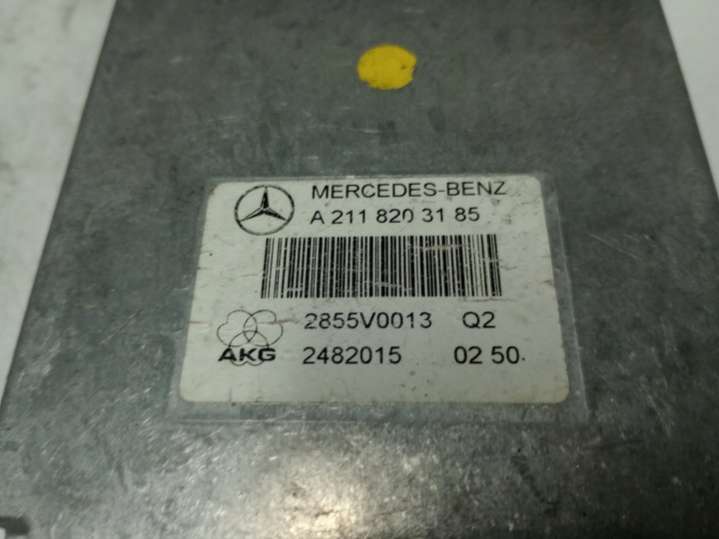 MERCEDES-BENZ
A 211 820 31 85
2855V0013 Q2
AKG 2482015 02 50